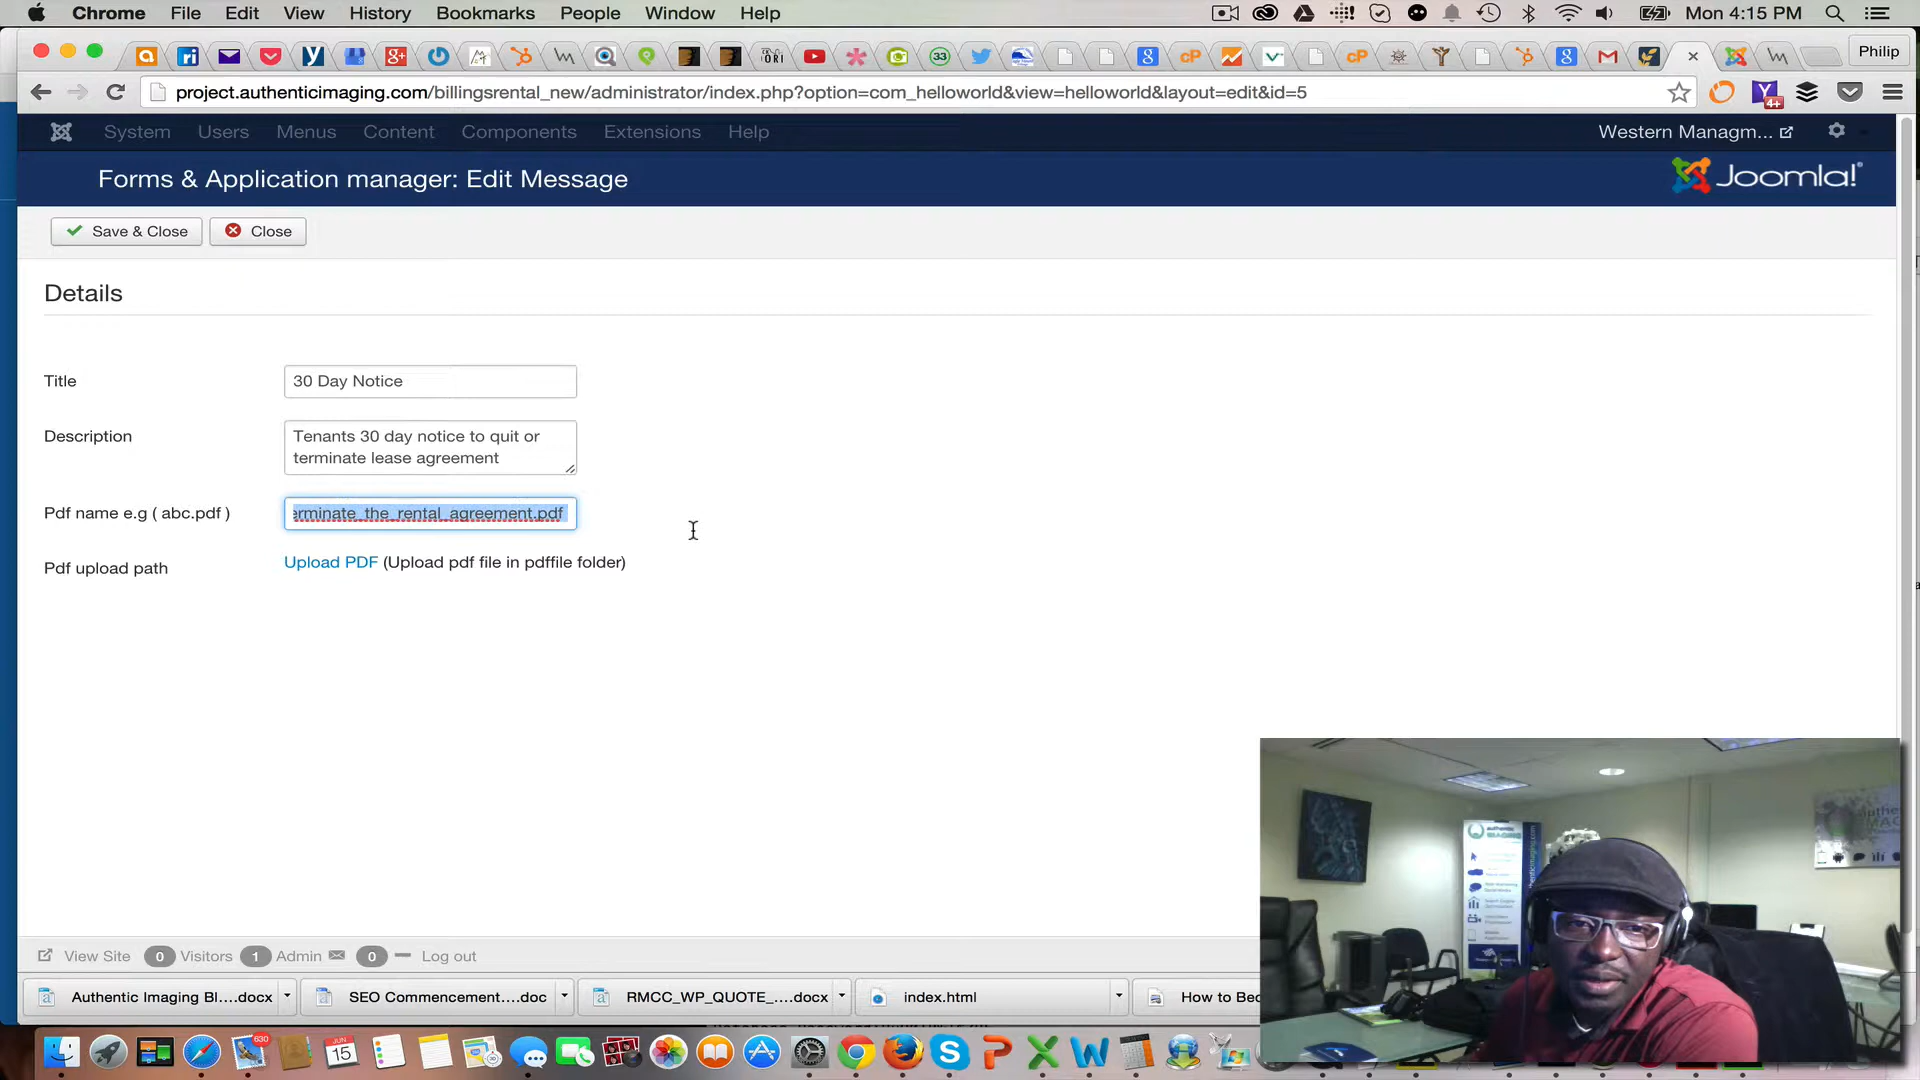 Chrome File Edit View History Bookmarks People Window Help Mon 4:15 PM
Philip
project.authenticimaging.com/billingsrental_new/administrator/index.php?option=com_helloworld&view=helloworld&layout=edit&id=5
System Users Menus Content Components Extensions Help Western Managm...
Forms & Application manager: Edit Message Joomla!
Save & Close Close
Details
Title 30 Day Notice
Description Tenants 30 day notice to quit or
terminate lease agreement
Pdf name e.g ( abc.pdf ) erminate_the_rental_agreement.pdf
Pdf upload path Upload PDF (Upload pdf file in pdffile folder)
View Site 0 Visitors 1 Admin 0 Log out
Authentic Imaging Bl....docx SEO Commencement....doc RMCC_WP_QUOTE_....docx index.html How to Bec
630
JUN
15